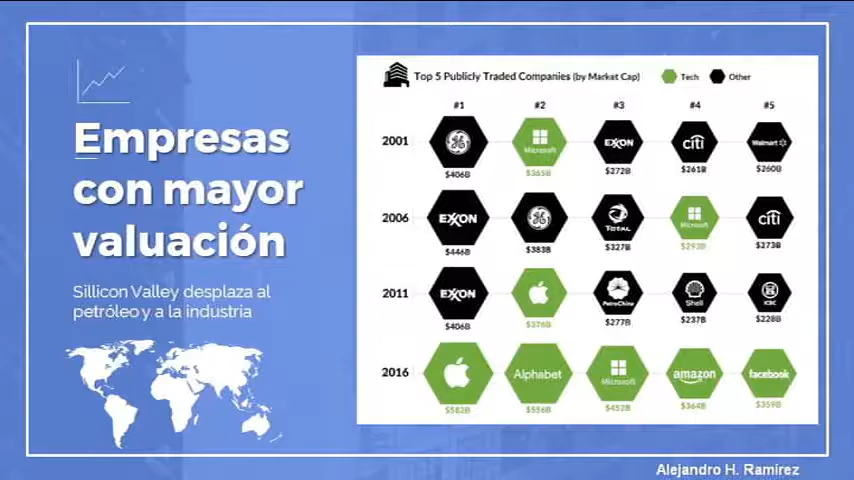 Empresas
con mayor
valuación
Sillicon Valley desplaza al
petróleo y a la industria
Top 5 Publicly Traded Companies (by Market Cap) Tech Other
#1 #2 #3 #4 #5
2001 GE Microsoft EXXON citi Walmart
$406B $365B $272B $261B $260B
2006 EXXON GE TOTAL Microsoft citi
$446B $383B $327B $293B $273B
2011 EXXON PetroChina Shell ICBC
$406B $376B $277B $237B $228B
2016 Alphabet Microsoft amazon facebook
$582B $556B $452B $364B $359B
Alejandro H. Ramirez